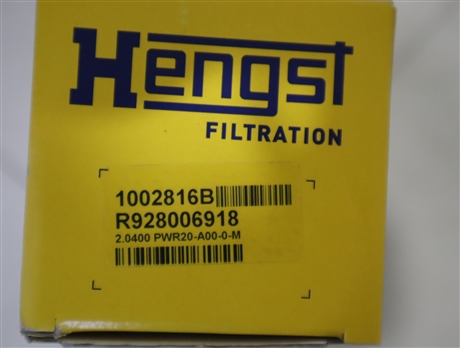 Hengst
FILTRATION
1002816B
R928006918
2.0400 PWR20-A00-0-M